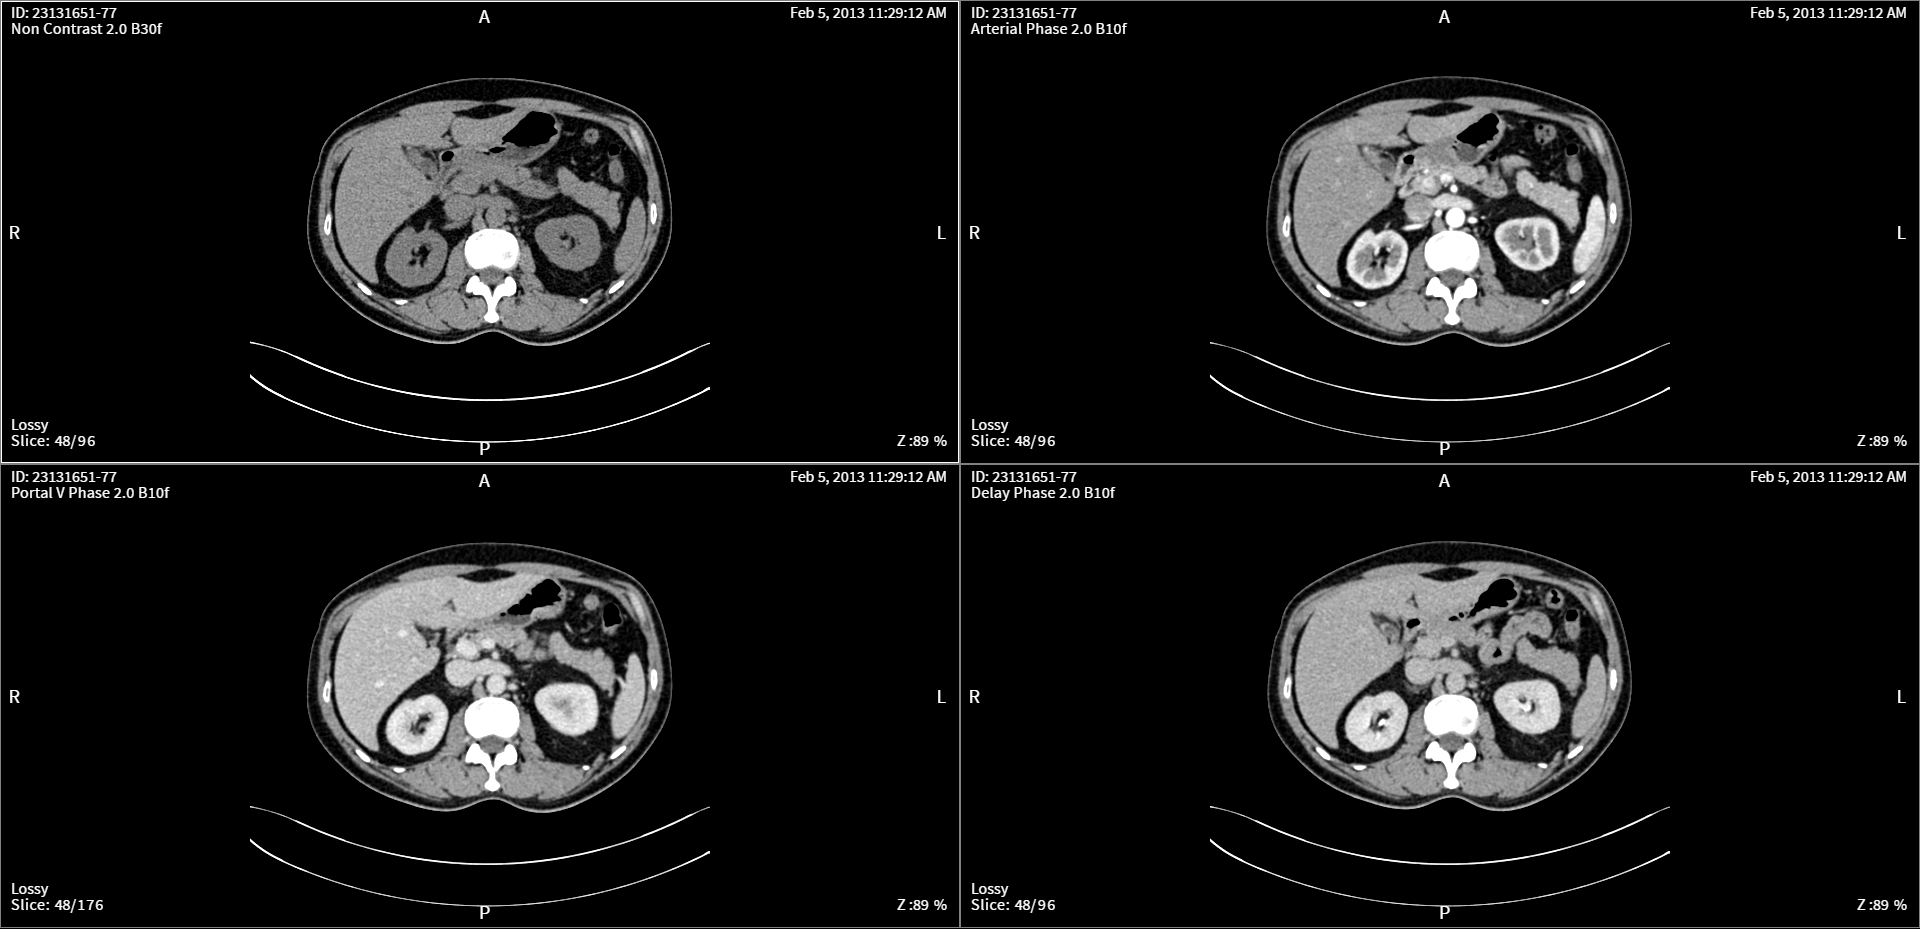 ID: 23131651-77
Non Contrast 2.0 B30f
A
Feb 5, 2013 11:29:12 AM
R
L
Lossy
Slice: 48/96
P
Z :89 %
ID: 23131651-77
Arterial Phase 2.0 B10f
A
Feb 5, 2013 11:29:12 AM
R
L
Lossy
Slice: 48/96
P
Z :89 %
ID: 23131651-77
Portal V Phase 2.0 B10f
A
Feb 5, 2013 11:29:12 AM
R
L
Lossy
Slice: 48/176
P
Z :89 %
ID: 23131651-77
Delay Phase 2.0 B10f
A
Feb 5, 2013 11:29:12 AM
R
L
Lossy
Slice: 48/96
P
Z :89 %